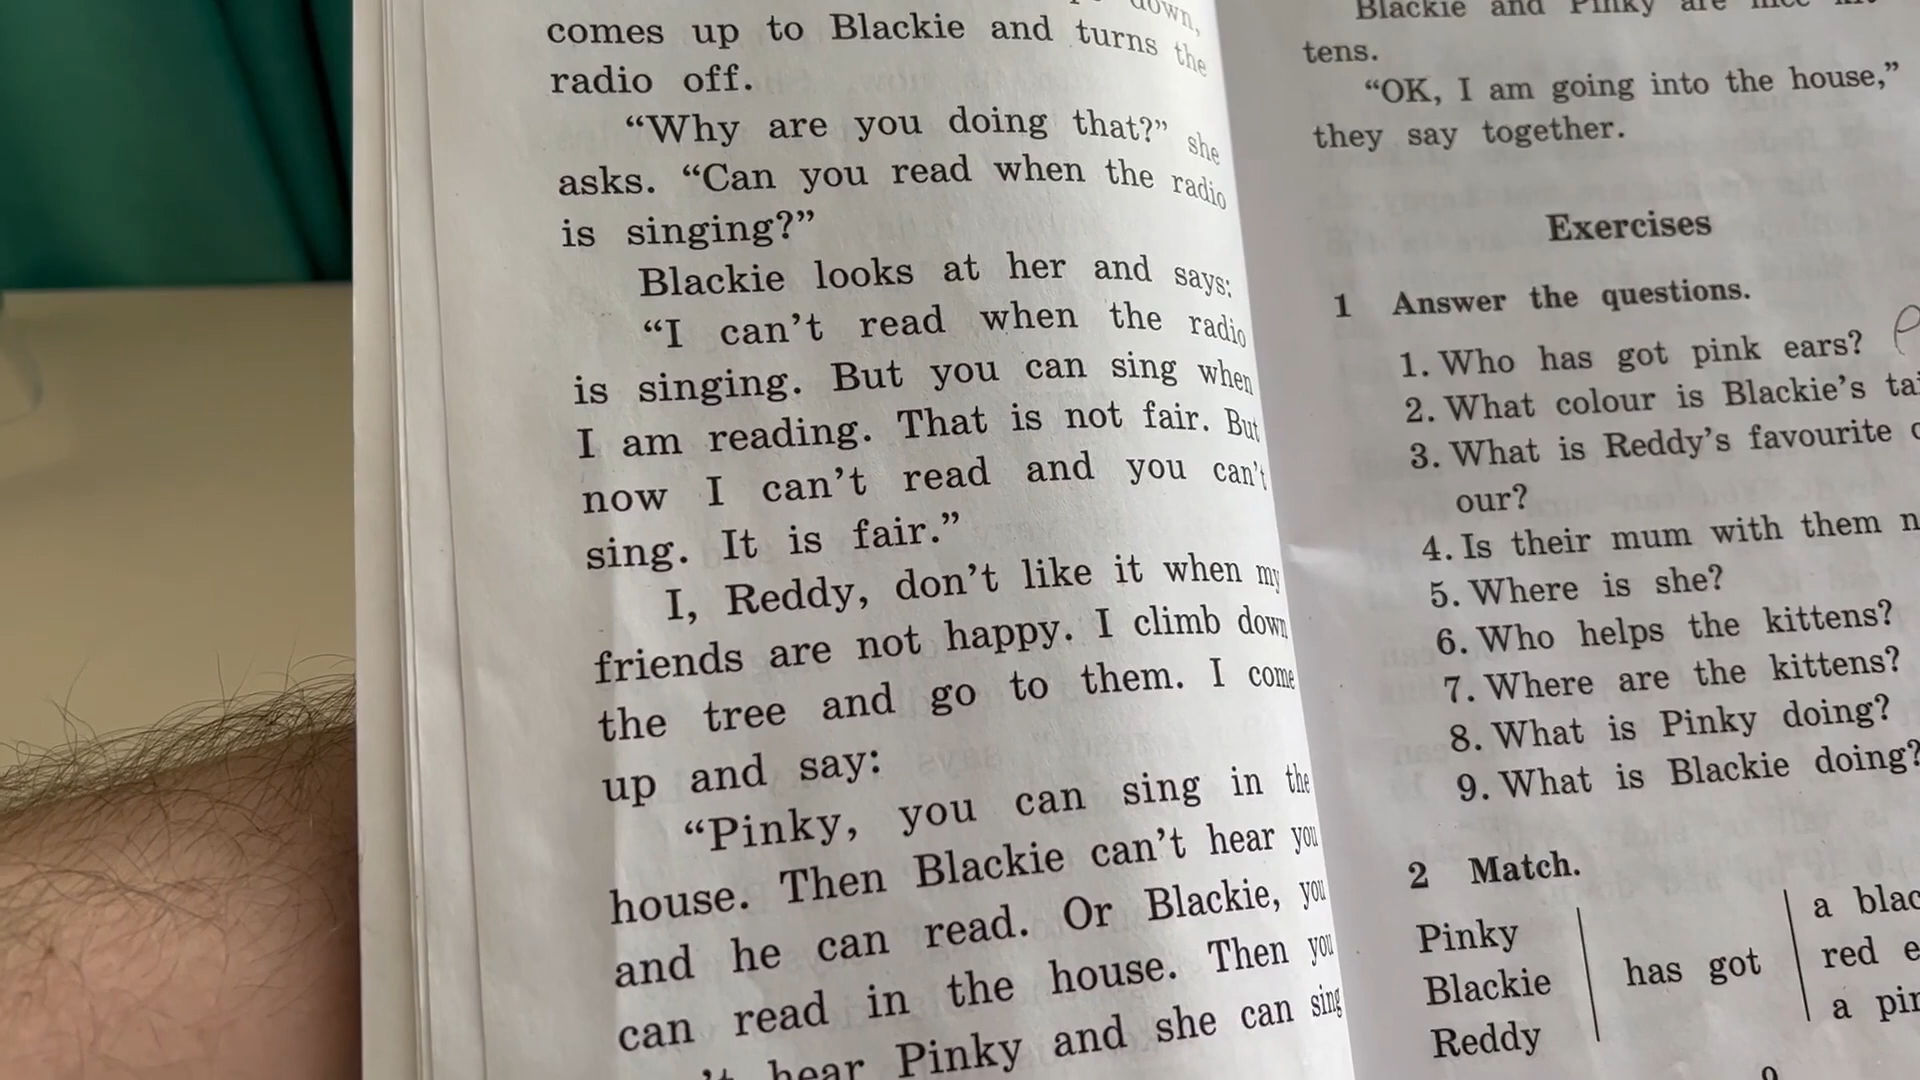 down,
comes up to Blackie and turns the
radio off.
“Why are you doing that?” she
asks. “Can you read when the radio
is singing?”
Blackie looks at her and says:
“I can’t read when the radio
is singing. But you can sing when
I am reading. That is not fair. But
now I can’t read and you can’t
sing. It is fair.”
I, Reddy, don’t like it when my
friends are not happy. I climb down
the tree and go to them. I come
up and say:
“Pinky, you can sing in the
house. Then Blackie can’t hear you
and he can read. Or Blackie, you
can read in the house. Then you
hear Pinky and she can sing
Blackie and Pinky are nice
tens.
“OK, I am going into the house,”
they say together.
Exercises
1 Answer the questions.
1. Who has got pink ears?
2. What colour is Blackie’s
3. What is Reddy’s favourite
our?
4. Is their mum with them
5. Where is she?
6. Who helps the kittens?
7. Where are the kittens?
8. What is Pinky doing?
9. What is Blackie doing?
2 Match.
Pinky
Blackie
Reddy
has got
a
red
a